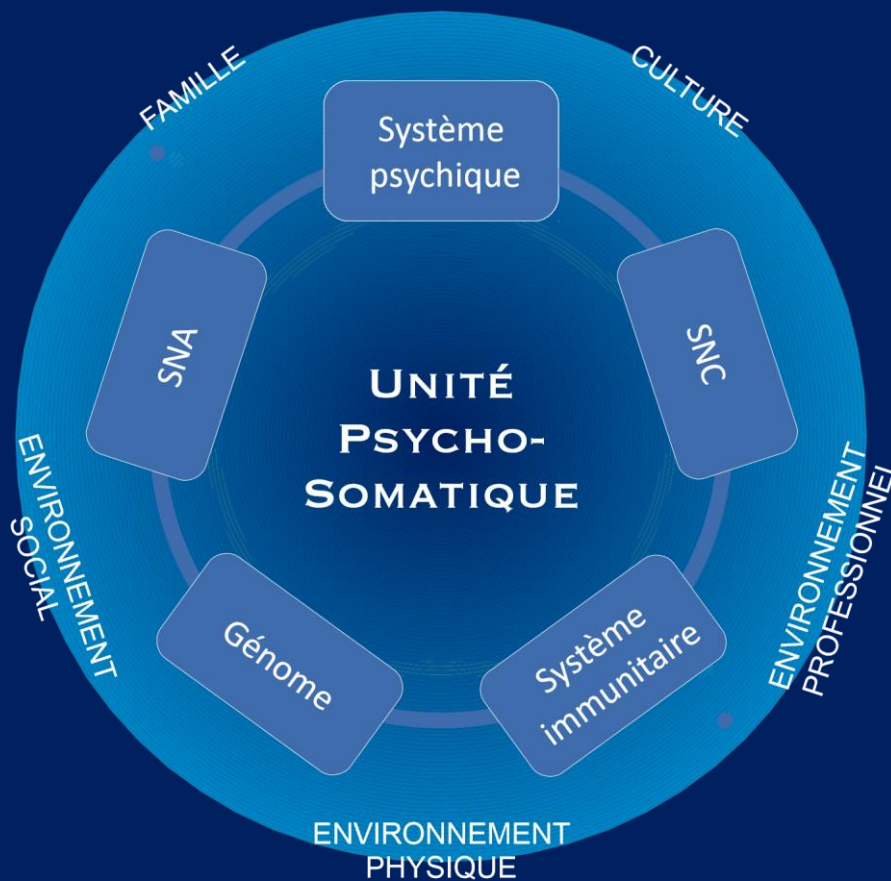 FAMILLE
CULTURE
Système
psychique
SNA
SNC
UNITÉ
PSYCHO-
SOMATIQUE
ENVIRONNEMENT
SOCIAL
ENVIRONNEMENT
PROFESSIONNEL
Génome
Système
immunitaire
ENVIRONNEMENT
PHYSIQUE